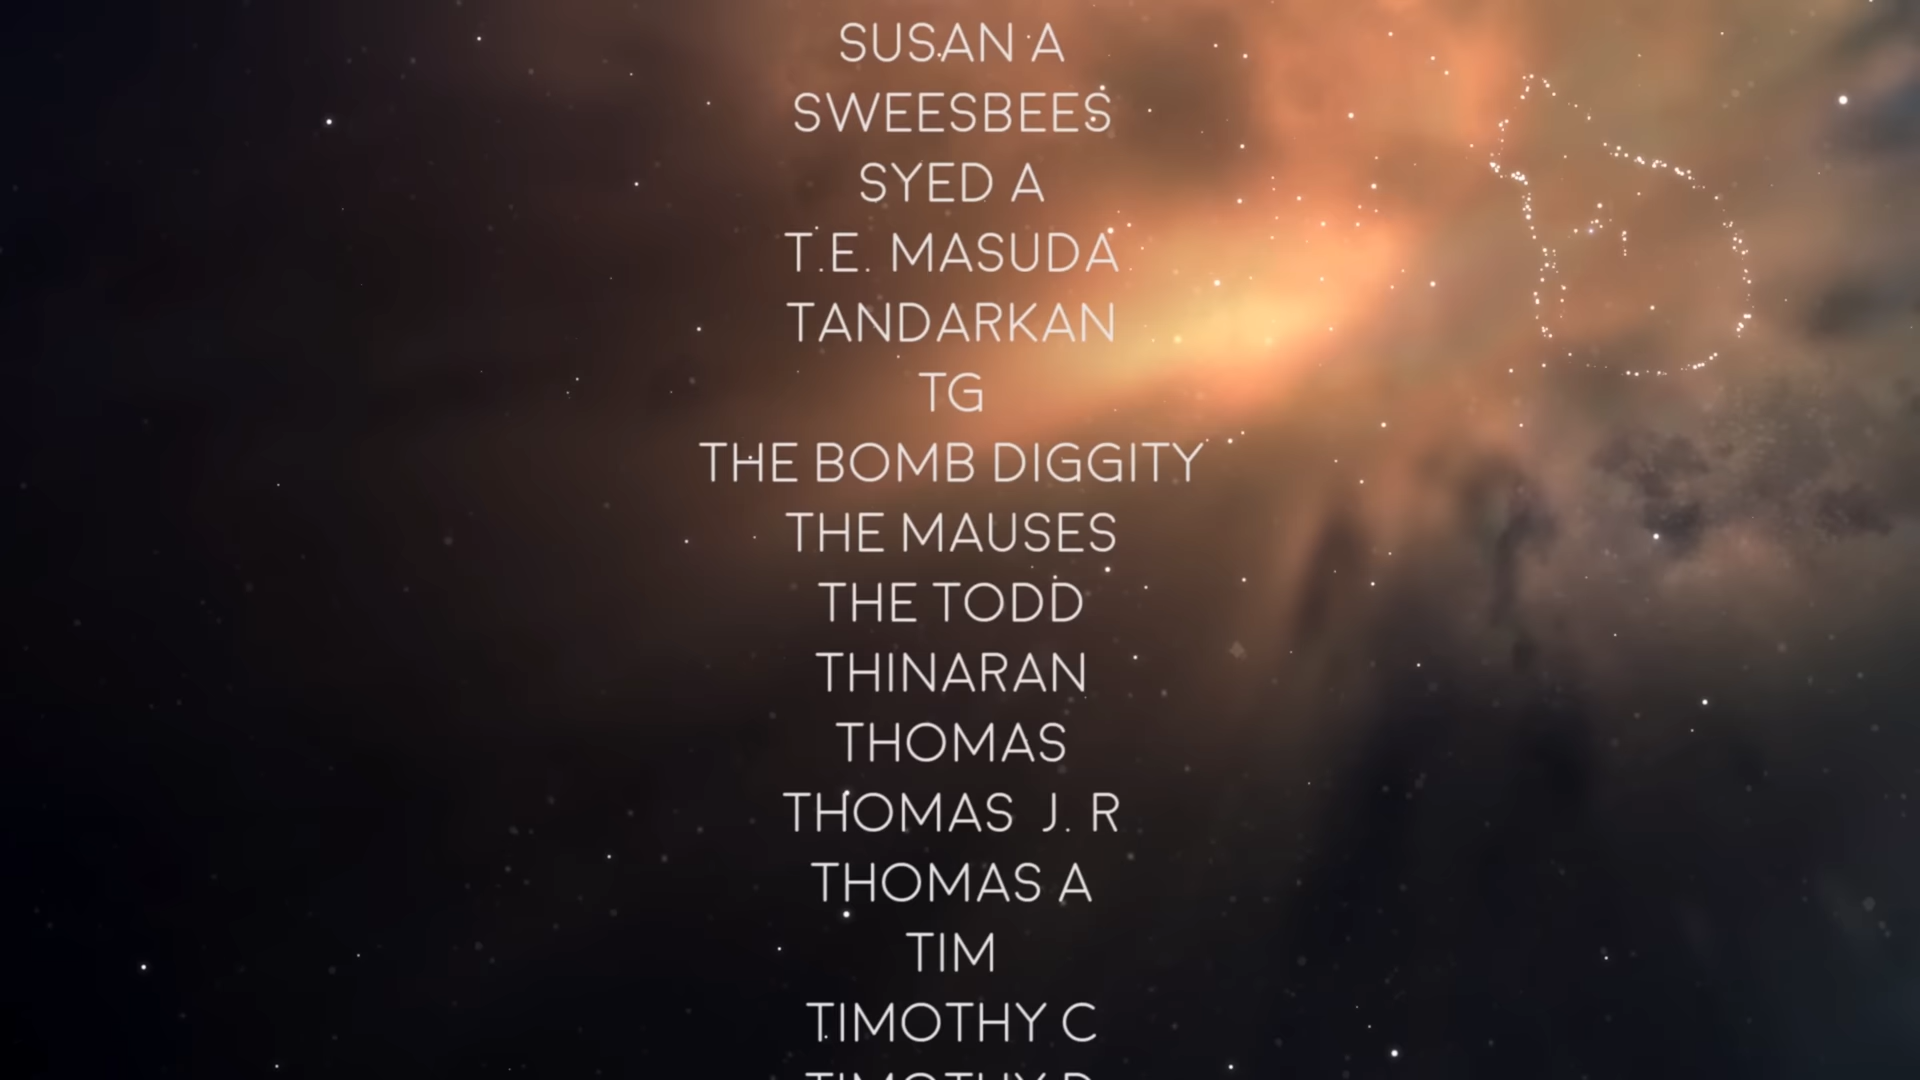 SUSAN A
SWEESBEES
SYED A
T.E. MASUDA
TANDARKAN
TG
THE BOMB DIGGITY
THE MAUSES
THE TODD
THINARAN
THOMAS
THOMAS J. R
THOMAS A
TIM
TIMOTHY C
TIMOTHY